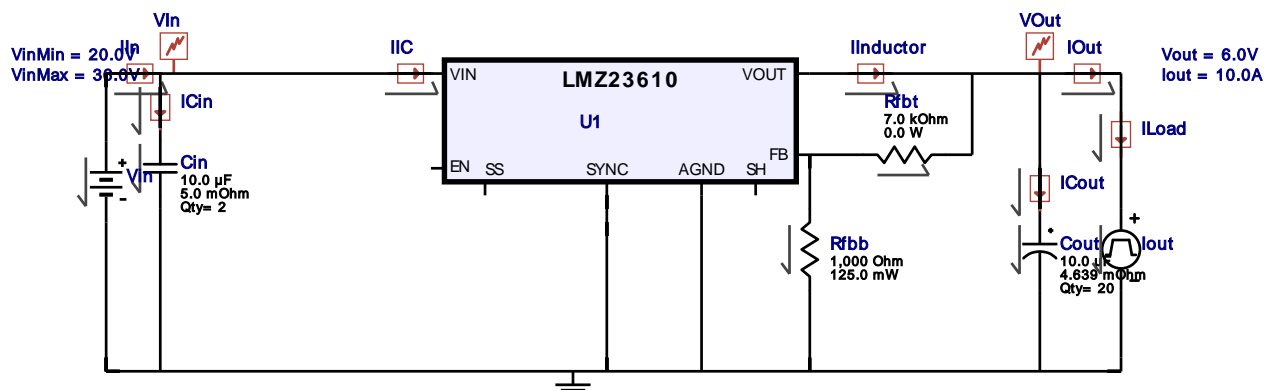 VIn
VOut
VinMin = 20.0V
IIn
VinMax = 30.0V
IIC
IInductor
IOut
Vout = 6.0V
Iout = 10.0A
VIN
LMZ23610
VOUT
ICin
Rfbt
7.0 kOhm
0.0 W
U1
ILoad
FB
EN
SS
SYNC
AGND
SH
Cin
10.0 µF
5.0 mOhm
Qty= 2
+
Vin
-
ICout
Rfbb
1,000 Ohm
125.0 mW
+
Cout
10.0 µF
4.639 mOhm
Qty= 20
Iout
-